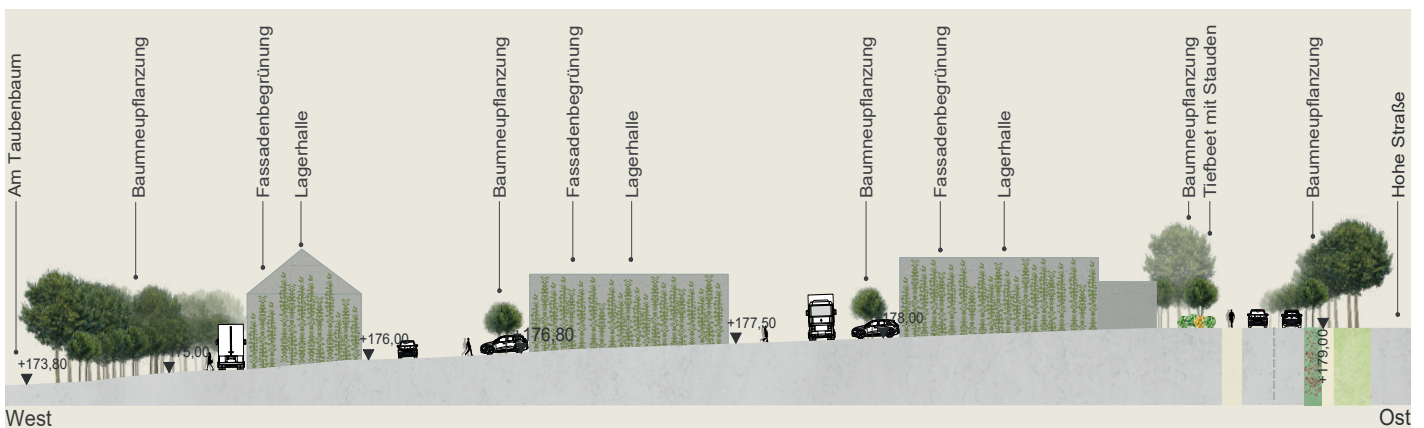 Am Taubenbaum
Baumneupflanzung
Fassadenbegrünung
Lagerhalle
Baumneupflanzung
Fassadenbegrünung
Lagerhalle
Baumneupflanzung
Fassadenbegrünung
Lagerhalle
Baumneupflanzung
Tiefbeet mit Stauden
Baumneupflanzung
Hohe Straße
+173,80
175,00
+176,00
176,80
+177,50
178,00
+179,00
West
Ost